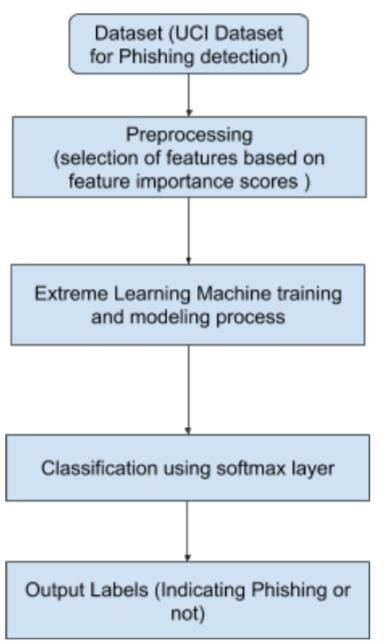 Dataset (UCI Dataset
for Phishing detection)
Preprocessing
(selection of features based on
feature importance scores )
Extreme Learning Machine training
and modeling process
Classification using softmax layer
Output Labels (Indicating Phishing or
not)